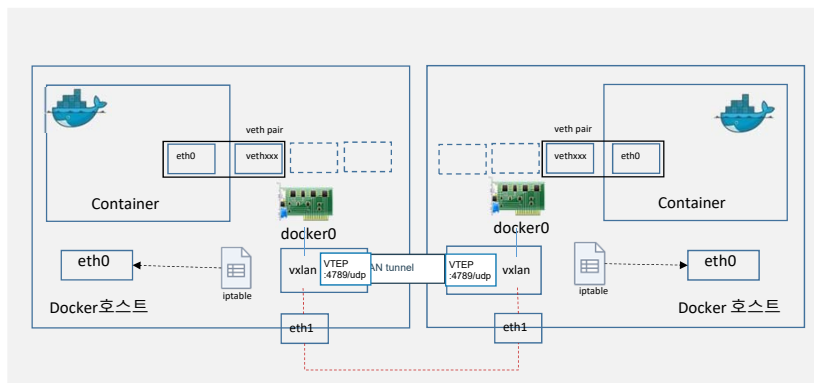 veth pair
veth pair
eth0
vethxxx
vethxxx
eth0
Container
Container
docker0
docker0
eth0
eth0
iptable
iptable
vxlan
VTEP
:4789/udp
AN tunnel
VTEP
:4789/udp
vxlan
Docker호스트
Docker 호스트
eth1
eth1